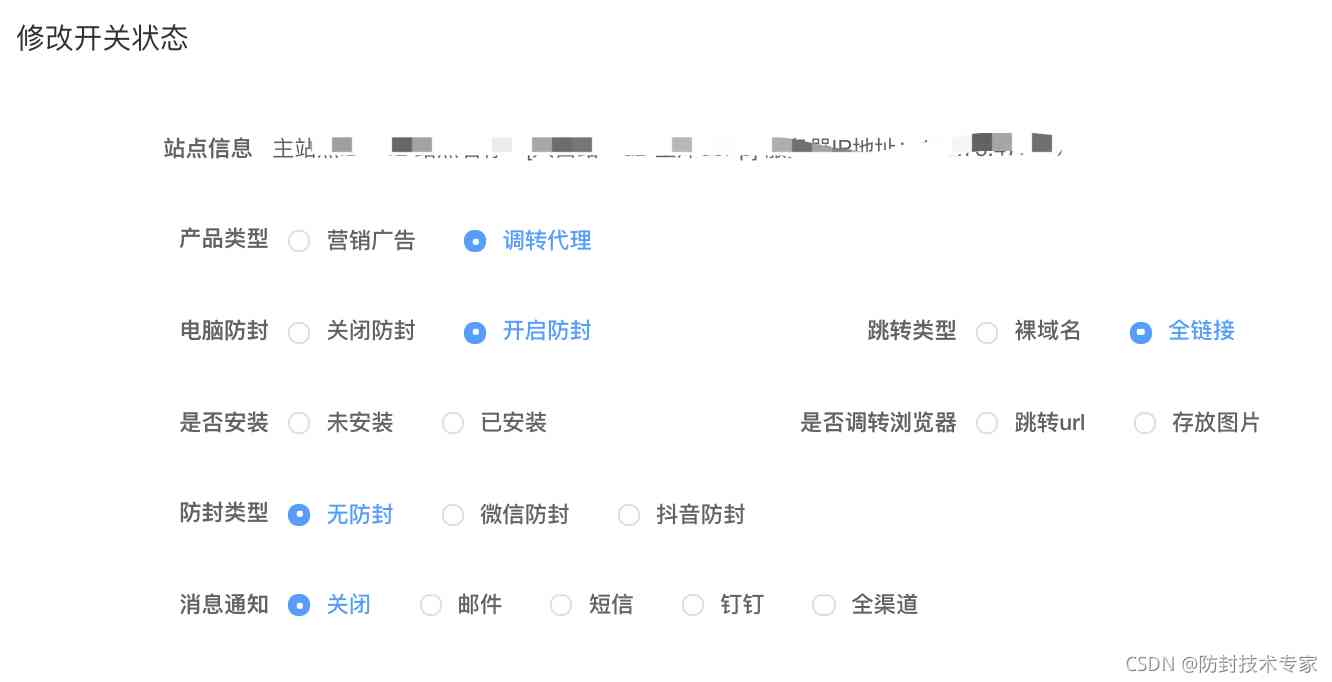 修改开关状态
站点信息 主站 IP地址：
产品类型 营销广告 调转代理
电脑防封 关闭防封 开启防封 跳转类型 裸域名 全链接
是否安装 未安装 已安装 是否调转浏览器 跳转url 存放图片
防封类型 无防封 微信防封 抖音防封
消息通知 关闭 邮件 短信 钉钉 全渠道
CSDN @防封技术专家